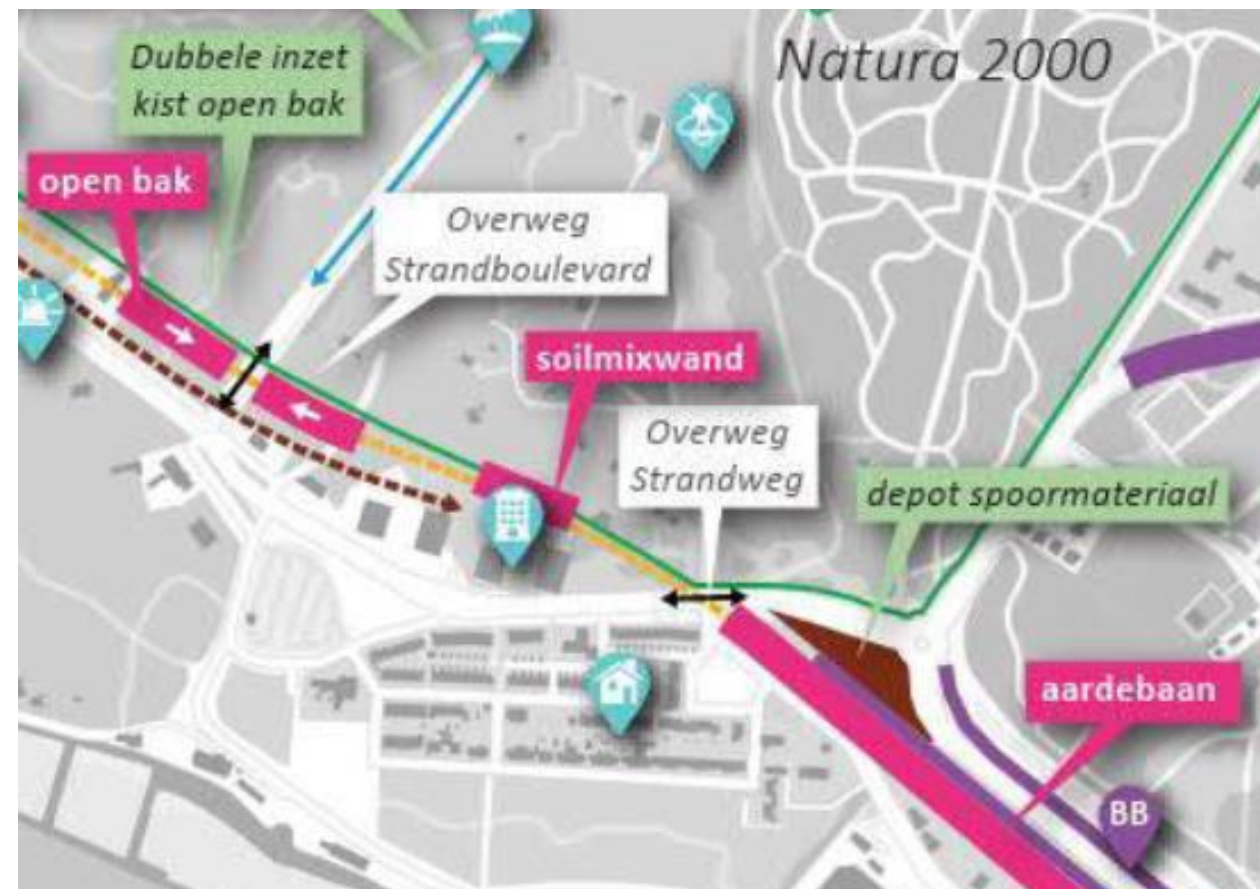 Dubbele inzet
kist open bak
Natura 2000
open bak
Overweg
Strandboulevard
soilmixwand
Overweg
Strandweg
depot spoormateriaal
aardebaan
BB